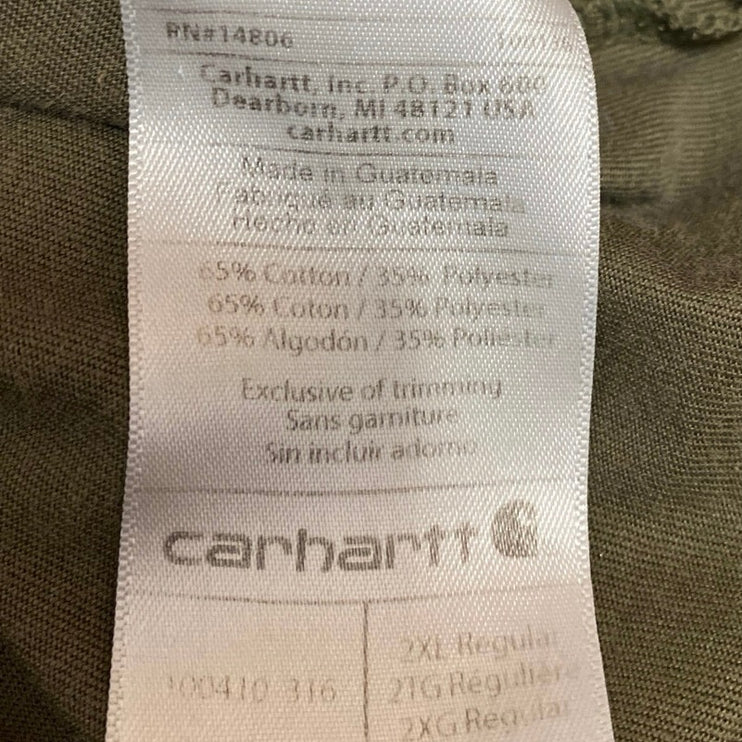 RN#14806
Carhartt, Inc. P.O. Box 600
Dearborn, MI 48121 USA
carhartt.com
Made in Guatemala
Fabriqué au Guatemala
Hecho en Guatemala
65% Cotton / 35% Polyester
65% Coton / 35% Polyester
65% Algodón / 35% Poliéster
Exclusive of trimming
Sans garniture
Sin incluir adorno
carhartt
100410 316
2XL Regular
2TG Régulière
2XG Regular